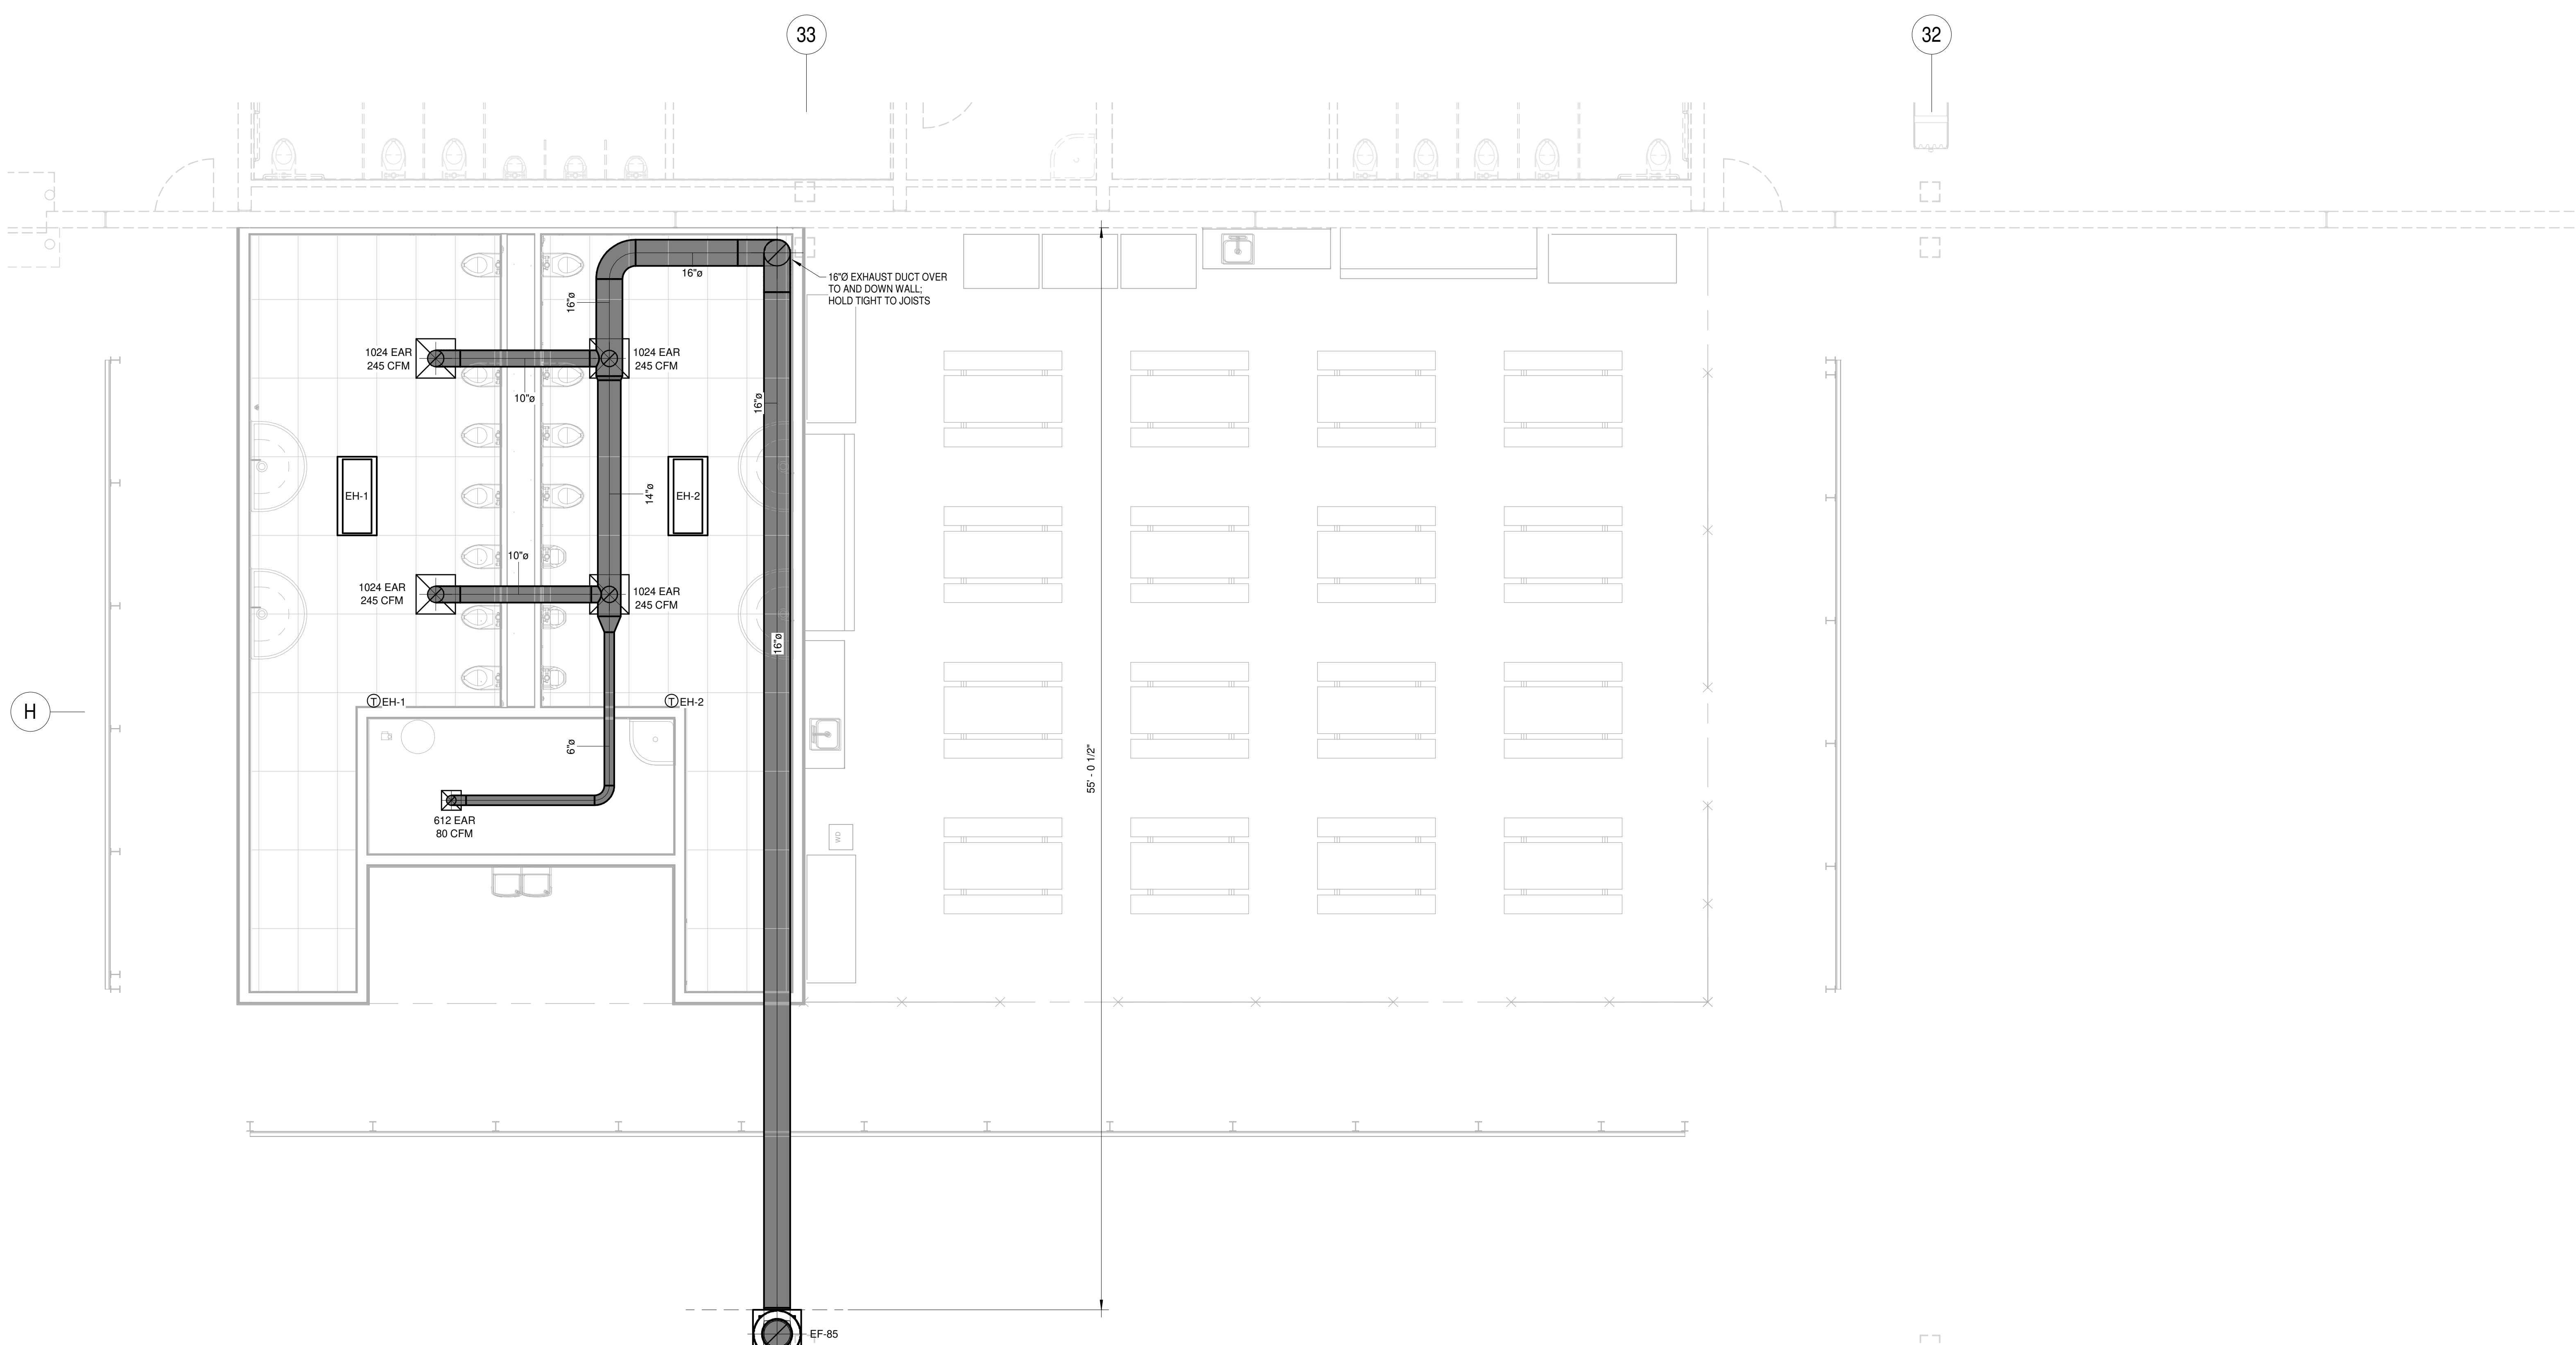 33
32
16"Ø EXHAUST DUCT OVER
TO AND DOWN WALL;
HOLD TIGHT TO JOISTS
16"ø
16"ø
1024 EAR
245 CFM
1024 EAR
245 CFM
10"ø
16"ø
EH-1
14"ø
EH-2
10"ø
1024 EAR
245 CFM
1024 EAR
245 CFM
16"ø
T EH-1
T EH-2
H
6"ø
55' - 0 1/2"
612 EAR
80 CFM
WD
EF-85